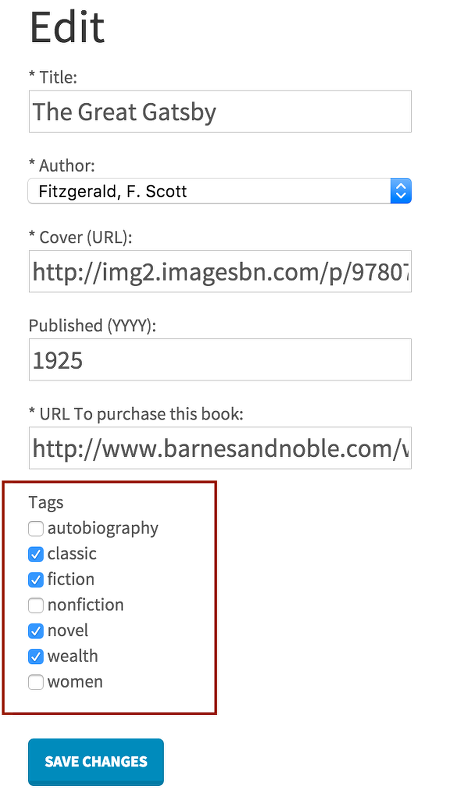 Edit
* Title:
The Great Gatsby
* Author:
Fitzgerald, F. Scott
* Cover (URL):
http://img2.imagesbn.com/p/97807
Published (YYYY):
1925
* URL To purchase this book:
http://www.barnesandnoble.com/w
Tags
autobiography
classic
fiction
nonfiction
novel
wealth
women
SAVE CHANGES